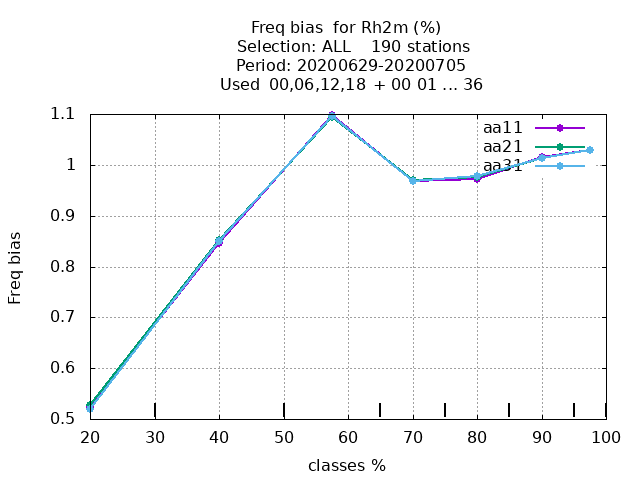 Freq bias  for Rh2m (%)
Selection: ALL    190 stations
Period: 20200629-20200705
Used  00,06,12,18  + 00 01 ... 36
1.1
1
0.9
0.8
0.7
0.6
0.5
Freq bias
aa11
aa21
aa31
20 30 40 50 60 70 80 90 100
classes %